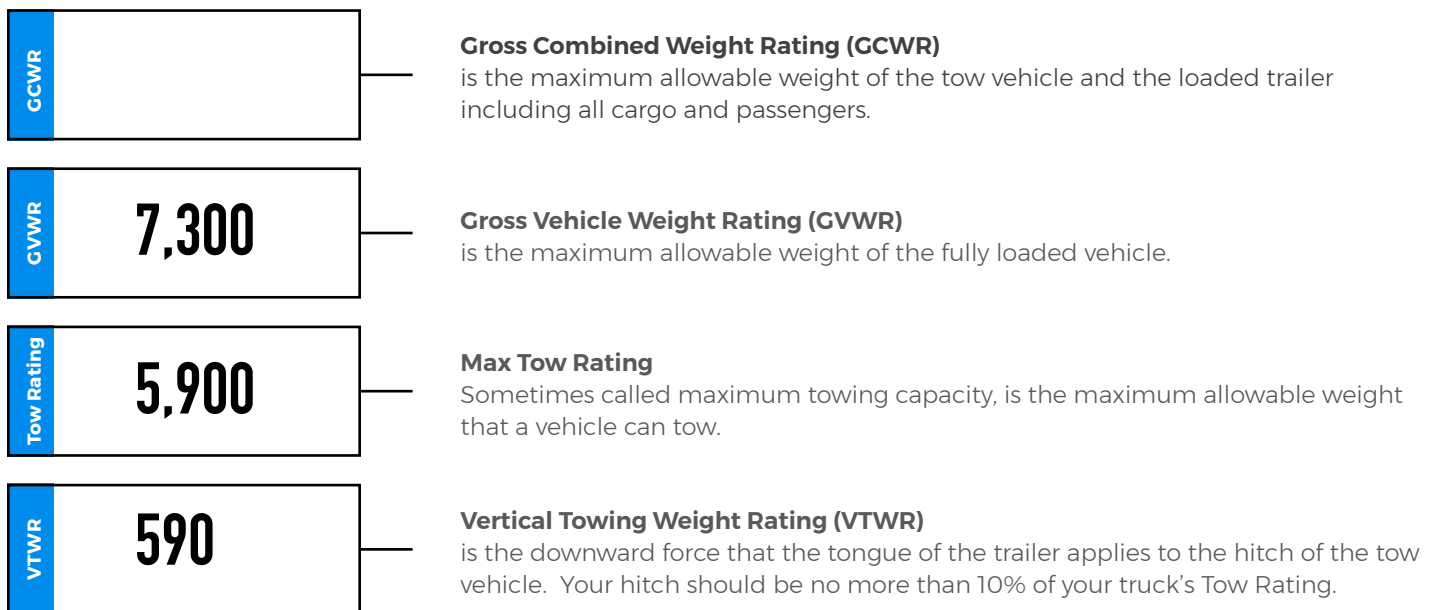 GCWR
Gross Combined Weight Rating (GCWR)
is the maximum allowable weight of the tow vehicle and the loaded trailer
including all cargo and passengers.
GVWR
7,300
Gross Vehicle Weight Rating (GVWR)
is the maximum allowable weight of the fully loaded vehicle.
Tow Rating
5,900
Max Tow Rating
Sometimes called maximum towing capacity, is the maximum allowable weight
that a vehicle can tow.
VTWR
590
Vertical Towing Weight Rating (VTWR)
is the downward force that the tongue of the trailer applies to the hitch of the tow
vehicle.  Your hitch should be no more than 10% of your truck’s Tow Rating.